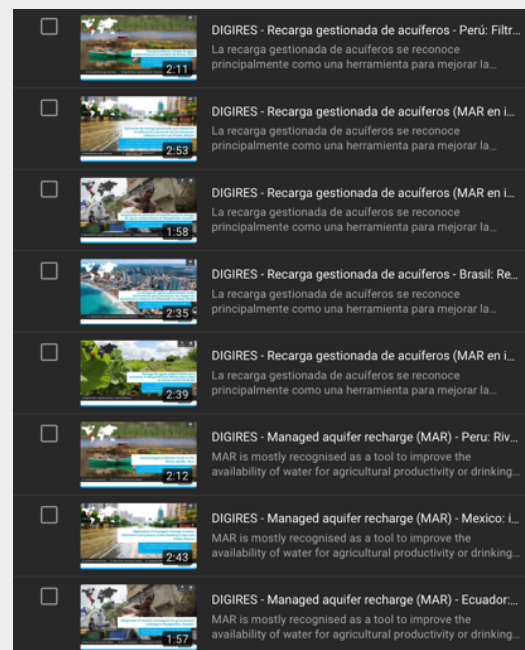 DIGIRES - Recarga gestionada de acuíferos - Perú: Filtr...
La recarga gestionada de acuíferos se reconoce
principalmente como una herramienta para mejorar la...
2:11
DIGIRES - Recarga gestionada de acuíferos (MAR en i...
La recarga gestionada de acuíferos se reconoce
principalmente como una herramienta para mejorar la...
2:53
DIGIRES - Recarga gestionada de acuíferos (MAR en i...
La recarga gestionada de acuíferos se reconoce
principalmente como una herramienta para mejorar la...
1:58
DIGIRES - Recarga gestionada de acuíferos - Brasil: Re...
La recarga gestionada de acuíferos se reconoce
principalmente como una herramienta para mejorar la...
2:35
DIGIRES - Recarga gestionada de acuíferos (MAR en i...
La recarga gestionada de acuíferos se reconoce
principalmente como una herramienta para mejorar la...
2:39
DIGIRES - Managed aquifer recharge (MAR) - Peru: Riv...
MAR is mostly recognised as a tool to improve the
availability of water for agricultural productivity or drinking...
2:12
DIGIRES - Managed aquifer recharge (MAR) - Mexico: i...
MAR is mostly recognised as a tool to improve the
availability of water for agricultural productivity or drinking...
2:43
DIGIRES - Managed aquifer recharge (MAR) - Ecuador:...
MAR is mostly recognised as a tool to improve the
availability of water for agricultural productivity or drinking...
1:57